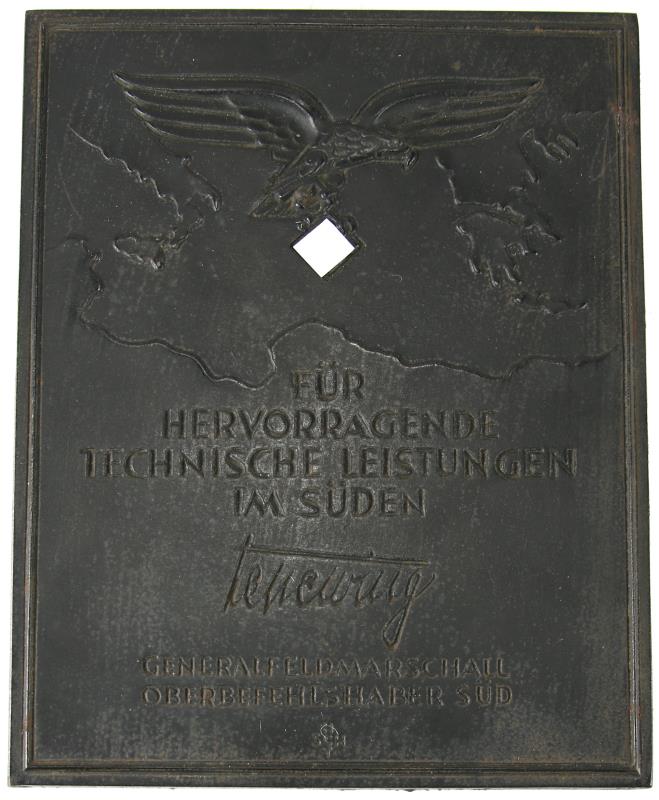 FÜR
HERVORRAGENDE
TECHNISCHE LEISTUNGEN
IM SÜDEN
Kesselring
GENERALFELDMARSCHALL
OBERBEFEHLSHABER SÜD